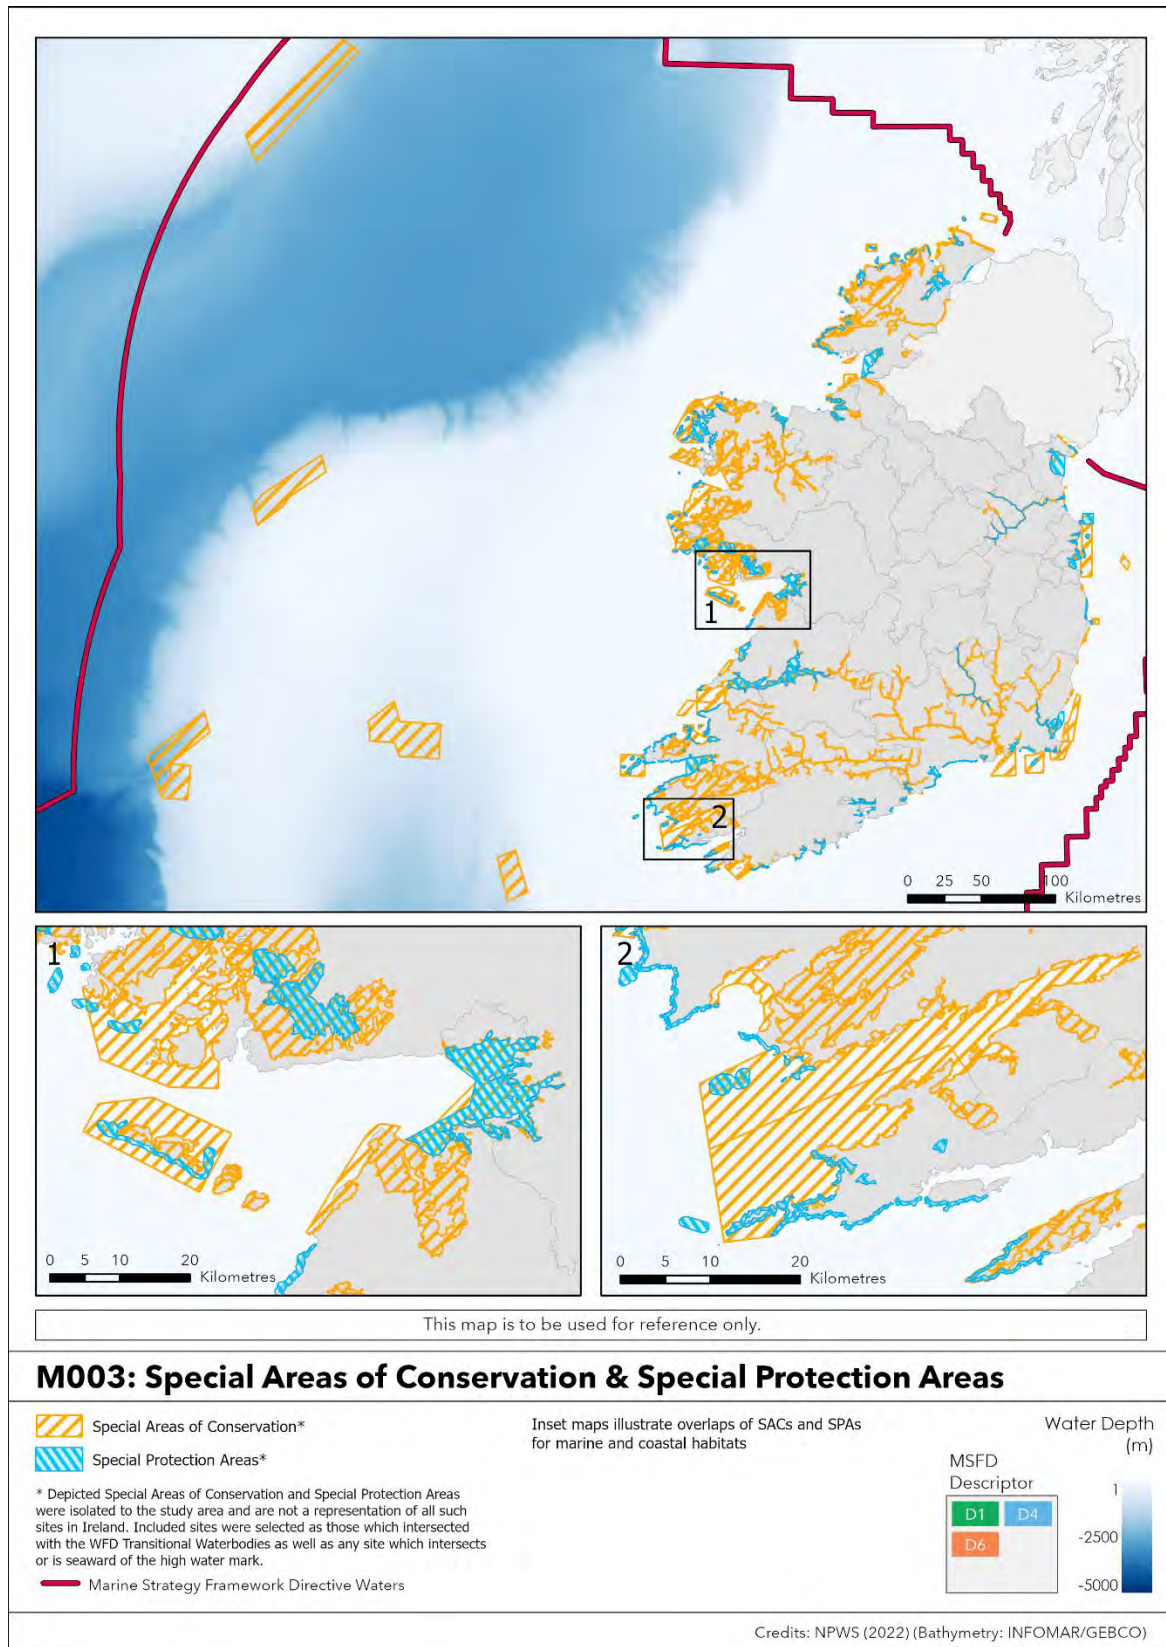 1
2
0 25 50 100
Kilometres
1
0 5 10 20
Kilometres
2
0 5 10 20
Kilometres
This map is to be used for reference only.
M003: Special Areas of Conservation & Special Protection Areas
Special Areas of Conservation*
Special Protection Areas*
* Depicted Special Areas of Conservation and Special Protection Areas
were isolated to the study area and are not a representation of all such
sites in Ireland. Included sites were selected as those which intersected
with the WFD Transitional Waterbodies as well as any site which intersects
or is seaward of the high water mark.
Marine Strategy Framework Directive Waters
Inset maps illustrate overlaps of SACs and SPAs
for marine and coastal habitats
MSFD
Descriptor
D1 D4
D6
Water Depth
(m)
1
-2500
-5000
Credits: NPWS (2022) (Bathymetry: INFOMAR/GEBCO)